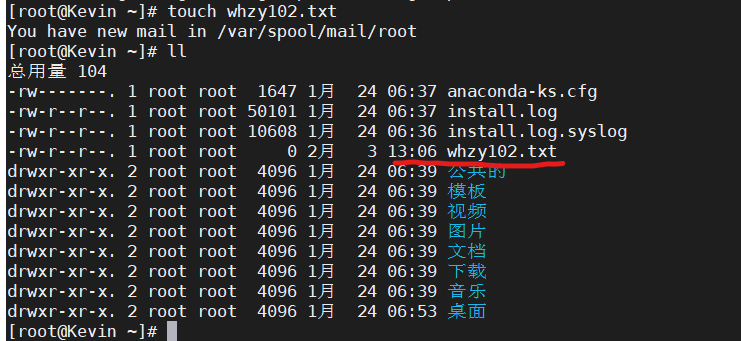 [root@Kevin ~]# touch whzy102.txt
You have new mail in /var/spool/mail/root
[root@Kevin ~]# ll
总用量 104
-rw-------. 1 root root  1647 1月  24 06:37 anaconda-ks.cfg
-rw-r--r--. 1 root root 50101 1月  24 06:37 install.log
-rw-r--r--. 1 root root 10608 1月  24 06:36 install.log.syslog
-rw-r--r--. 1 root root     0 2月   3 13:06 whzy102.txt
drwxr-xr-x. 2 root root  4096 1月  24 06:39 公共的
drwxr-xr-x. 2 root root  4096 1月  24 06:39 模板
drwxr-xr-x. 2 root root  4096 1月  24 06:39 视频
drwxr-xr-x. 2 root root  4096 1月  24 06:39 图片
drwxr-xr-x. 2 root root  4096 1月  24 06:39 文档
drwxr-xr-x. 2 root root  4096 1月  24 06:39 下载
drwxr-xr-x. 2 root root  4096 1月  24 06:39 音乐
drwxr-xr-x. 2 root root  4096 1月  24 06:53 桌面
[root@Kevin ~]#